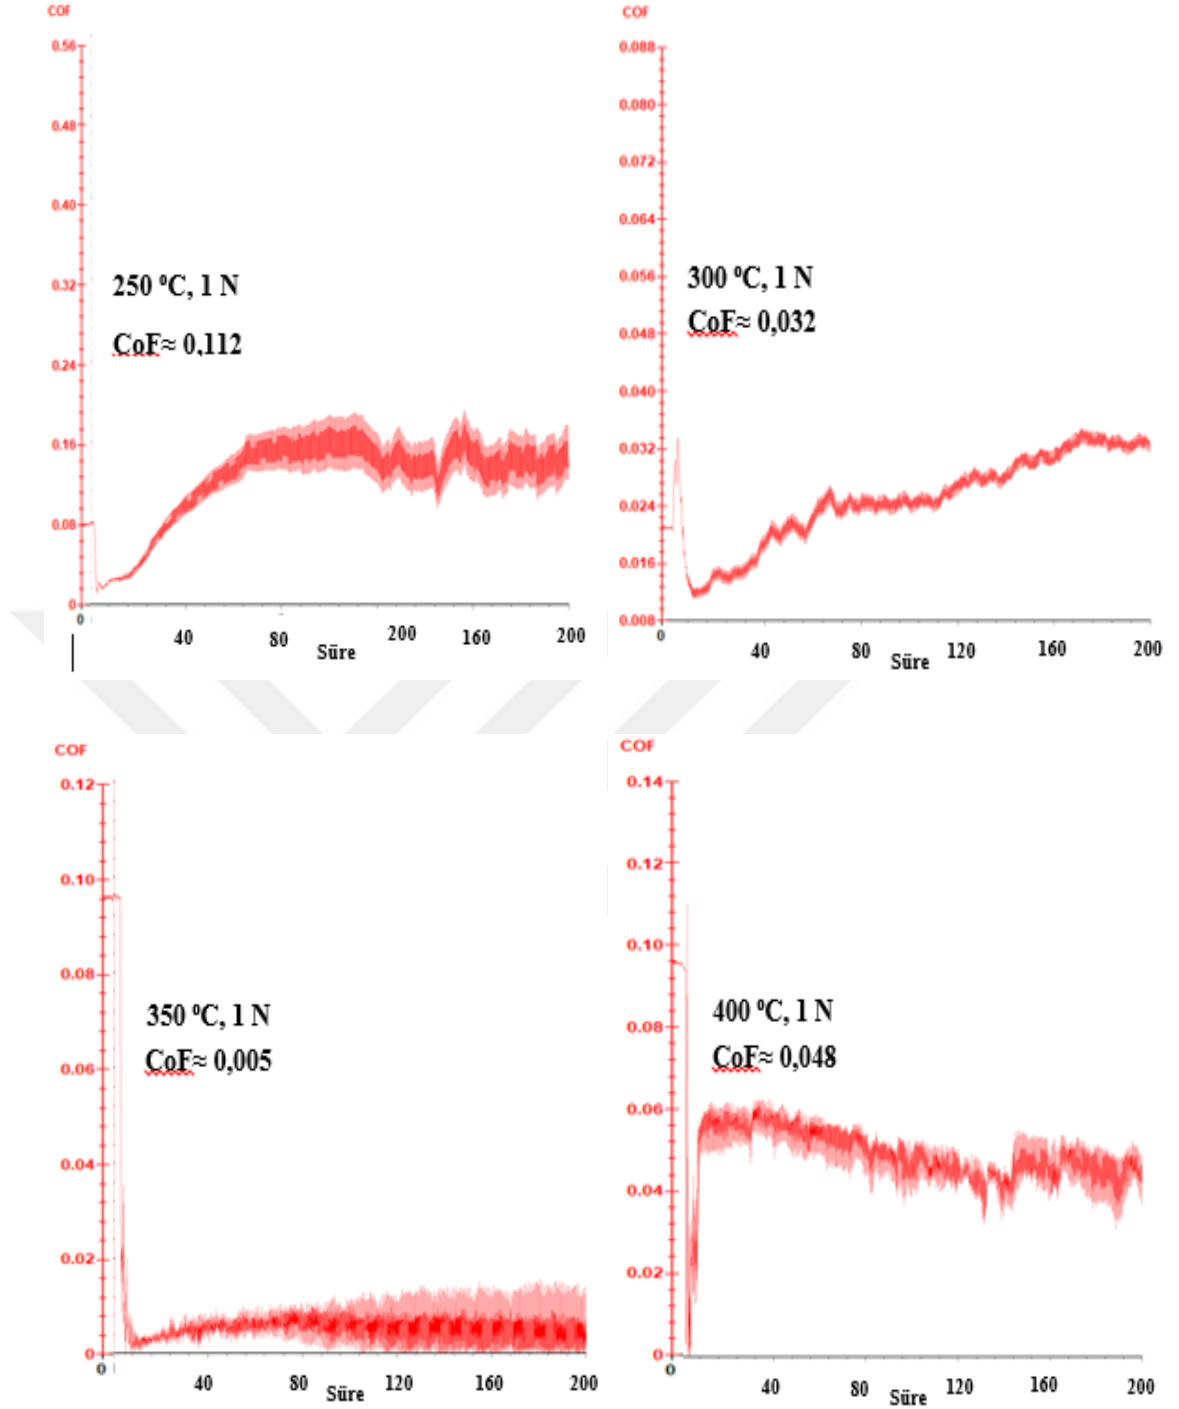 COF
0.56
0.48
0.40
0.32
0.24
0.16
0.08
0
0
250 ⁰C, 1 N
CoF≈ 0,112
40 80 200 160 200
Süre
COF
0.088
0.080
0.072
0.064
0.056
0.048
0.040
0.032
0.024
0.016
0.008
0
300 ⁰C, 1 N
CoF≈ 0,032
40 80 120 160 200
Süre
COF
0.12
0.10
0.08
0.06
0.04
0.02
0
0
350 ⁰C, 1 N
CoF≈ 0,005
40 80 120 160 200
Süre
COF
0.14
0.12
0.10
0.08
0.06
0.04
0.02
0
0
400 ⁰C, 1 N
CoF≈ 0,048
40 80 120 160 200
Süre